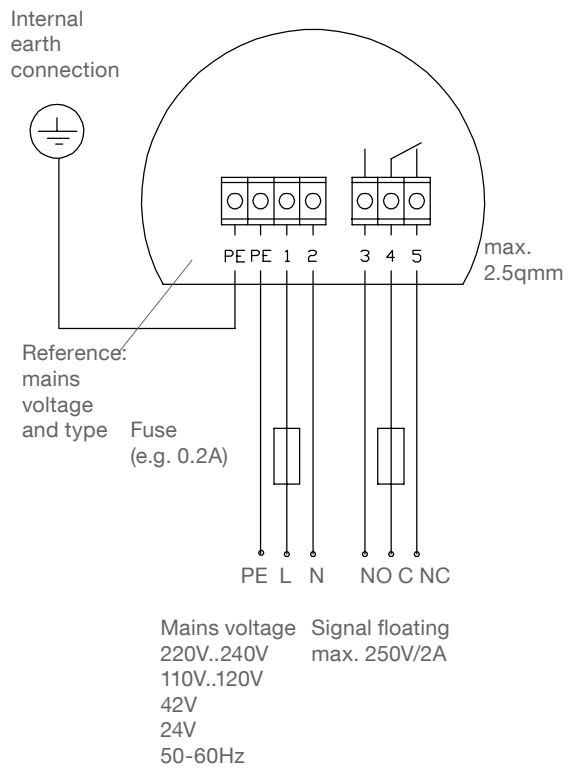 Internal
earth
connection
PE PE 1 2 3 4 5
max.
2.5qmm
Reference:
mains
voltage
and type
Fuse
(e.g. 0.2A)
PE L N NO C NC
Mains voltage
220V..240V
110V..120V
42V
24V
50-60Hz
Signal floating
max. 250V/2A